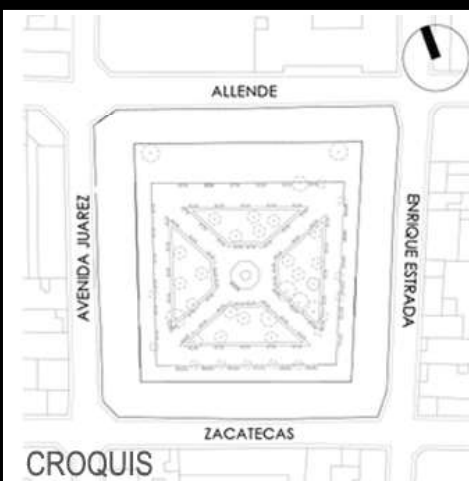 ALLENDE
AVENIDA JUAREZ
ENRIQUE ESTRADA
ZACATECAS
CROQUIS